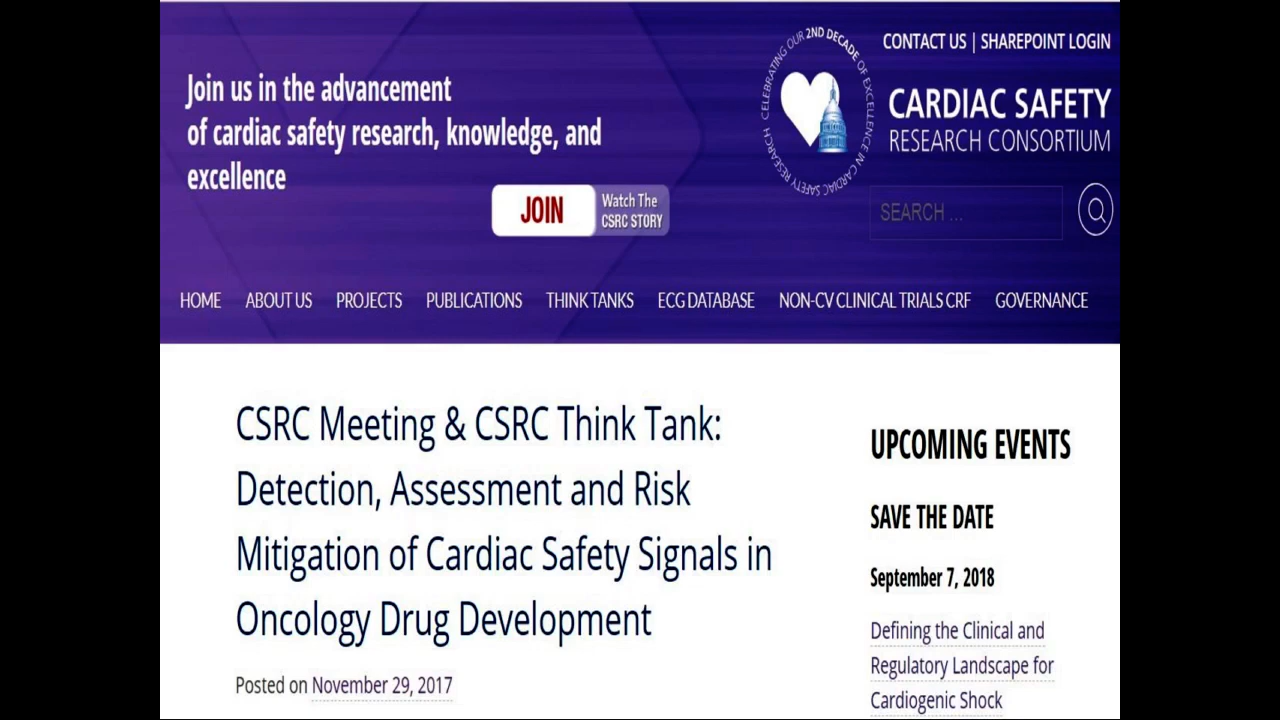 CONTACT US | SHAREPOINT LOGIN
CELEBRATING OUR 2ND DECADE OF EXCELLENCE IN CARDIAC SAFETY RESEARCH
CARDIAC SAFETY
RESEARCH CONSORTIUM
Join us in the advancement
of cardiac safety research, knowledge, and
excellence
JOIN
Watch The
CSRC STORY
SEARCH ...
HOME ABOUT US PROJECTS PUBLICATIONS THINK TANKS ECG DATABASE NON-CV CLINICAL TRIALS CRF GOVERNANCE
CSRC Meeting & CSRC Think Tank:
Detection, Assessment and Risk
Mitigation of Cardiac Safety Signals in
Oncology Drug Development
Posted on November 29, 2017
UPCOMING EVENTS
SAVE THE DATE
September 7, 2018
Defining the Clinical and
Regulatory Landscape for
Cardiogenic Shock